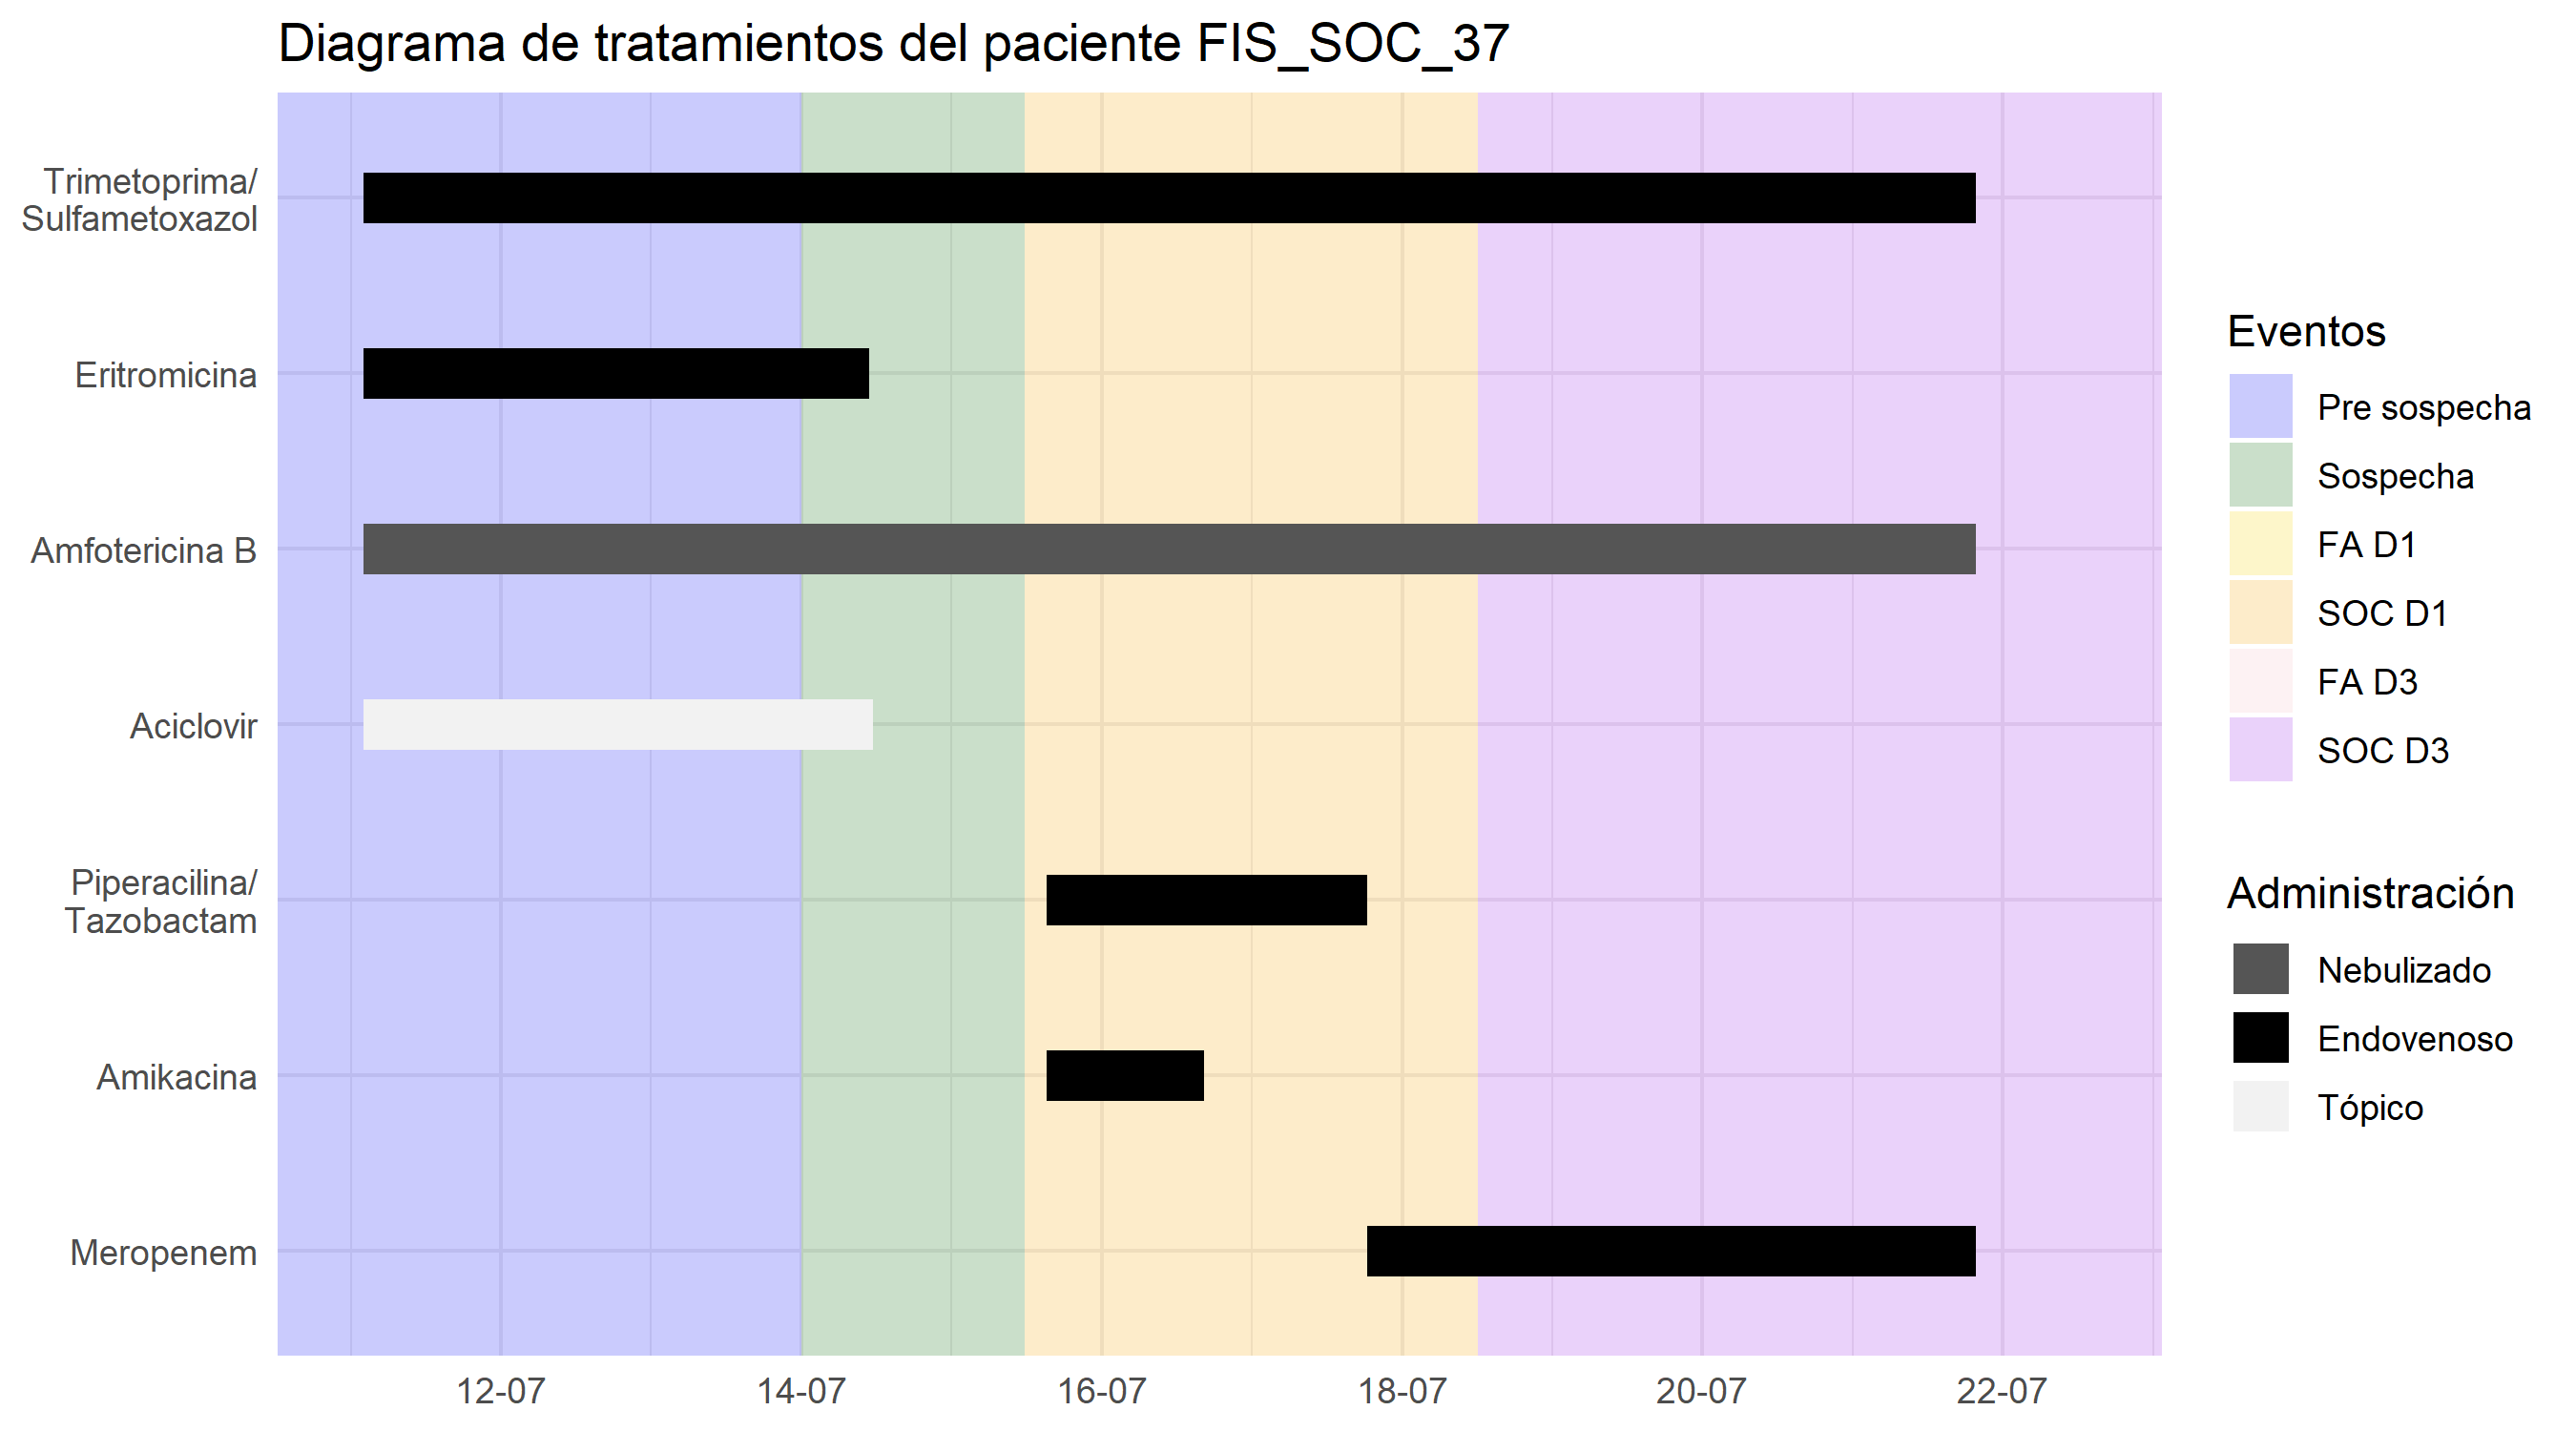 Diagrama de tratamientos del paciente FIS_SOC_37
Trimetoprima/
Sulfametoxazol
Eritromicina
Amfotericina B
Aciclovir
Piperacilina/
Tazobactam
Amikacina
Meropenem
12-07
14-07
16-07
18-07
20-07
22-07
Eventos
Pre sospecha
Sospecha
FA D1
SOC D1
FA D3
SOC D3
Administración
Nebulizado
Endovenoso
Tópico